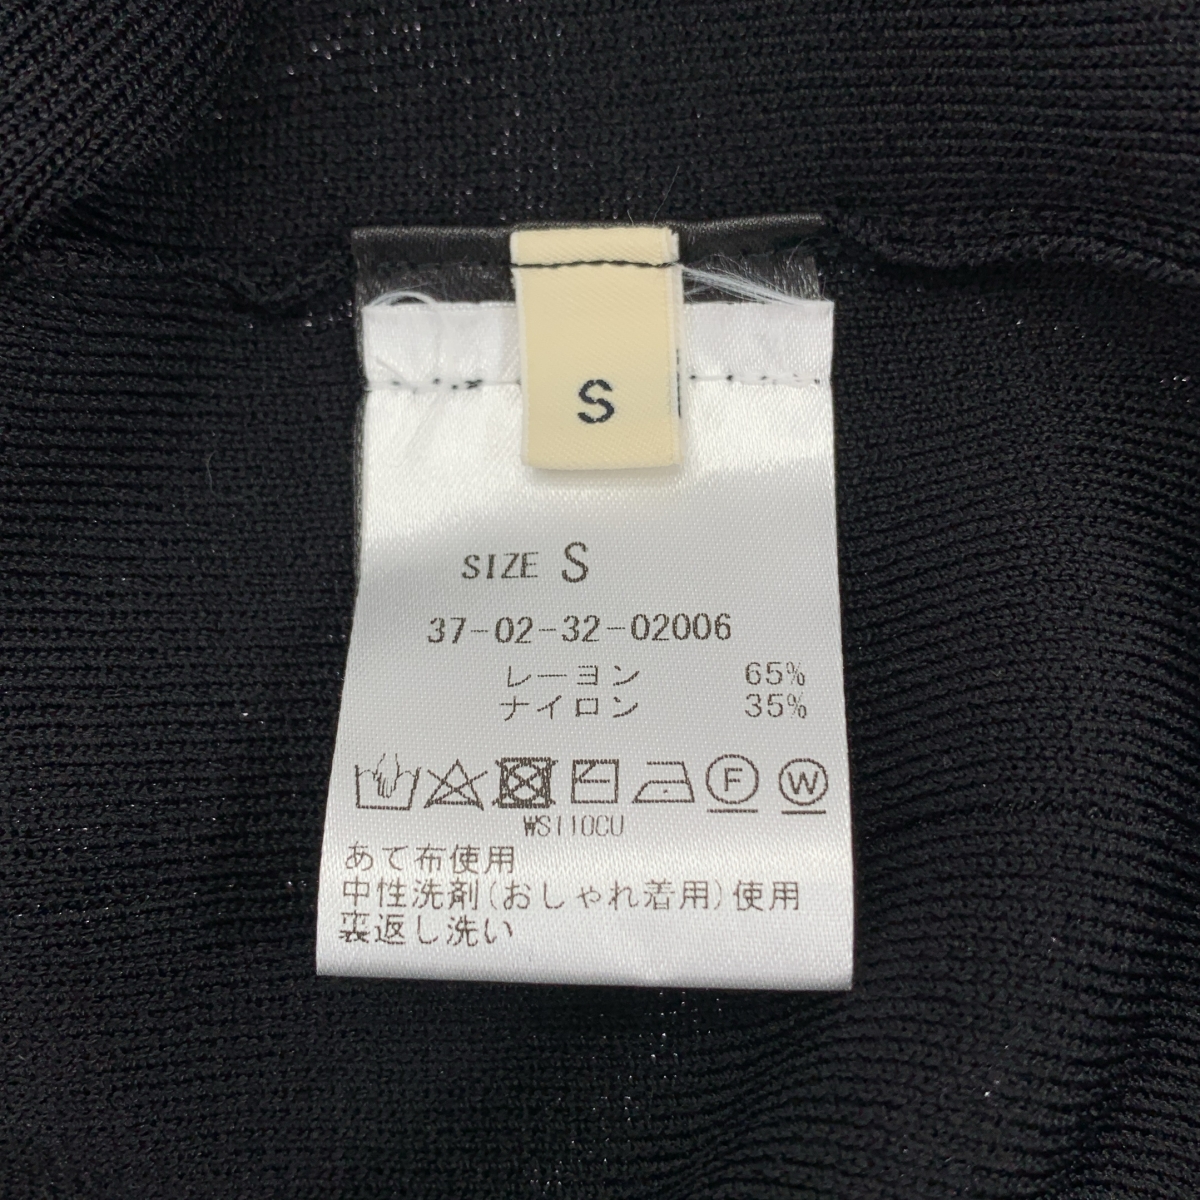 S
SIZE S
37-02-32-02006
レーヨン 65%
ナイロン 35%
F W
WS110CU
あて布使用
中性洗剤(おしゃれ着用)使用
裏返し洗い